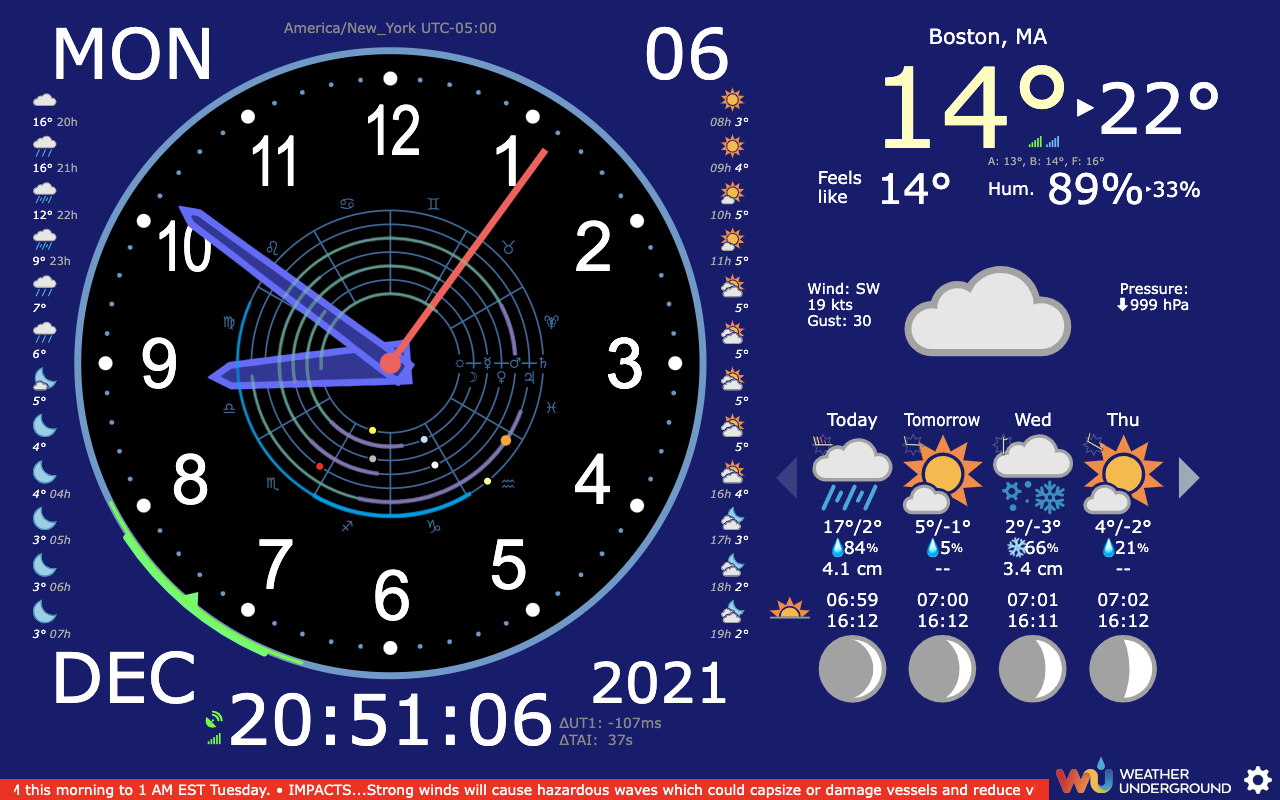 America/New_York UTC-05:00
MON
06
12
1
2
3
4
5
6
7
8
9
10
11
16° 20h
16° 21h
12° 22h
9° 23h
7°
6°
5°
4°
4° 04h
3° 05h
3° 06h
3° 07h
08h 3°
09h 4°
10h 5°
11h 5°
5°
5°
5°
5°
16h 4°
17h 3°
18h 2°
19h 2°
DEC
2021
20:51:06
ΔUT1: -107ms
ΔTAI: 37s
Boston, MA
14° 22°
A: 13°, B: 14°, F: 16°
Feels like 14° Hum. 89% 33%
Wind: SW
19 kts
Gust: 30
Pressure:
999 hPa
Today Tomorrow Wed Thu
17°/2° 5°/-1° 2°/-3° 4°/-2°
84% 5% 66% 21%
4.1 cm -- 3.4 cm --
06:59 07:00 07:01 07:02
16:12 16:12 16:11 16:12
this morning to 1 AM EST Tuesday. • IMPACTS...Strong winds will cause hazardous waves which could capsize or damage vessels and reduce v
WEATHER
UNDERGROUND